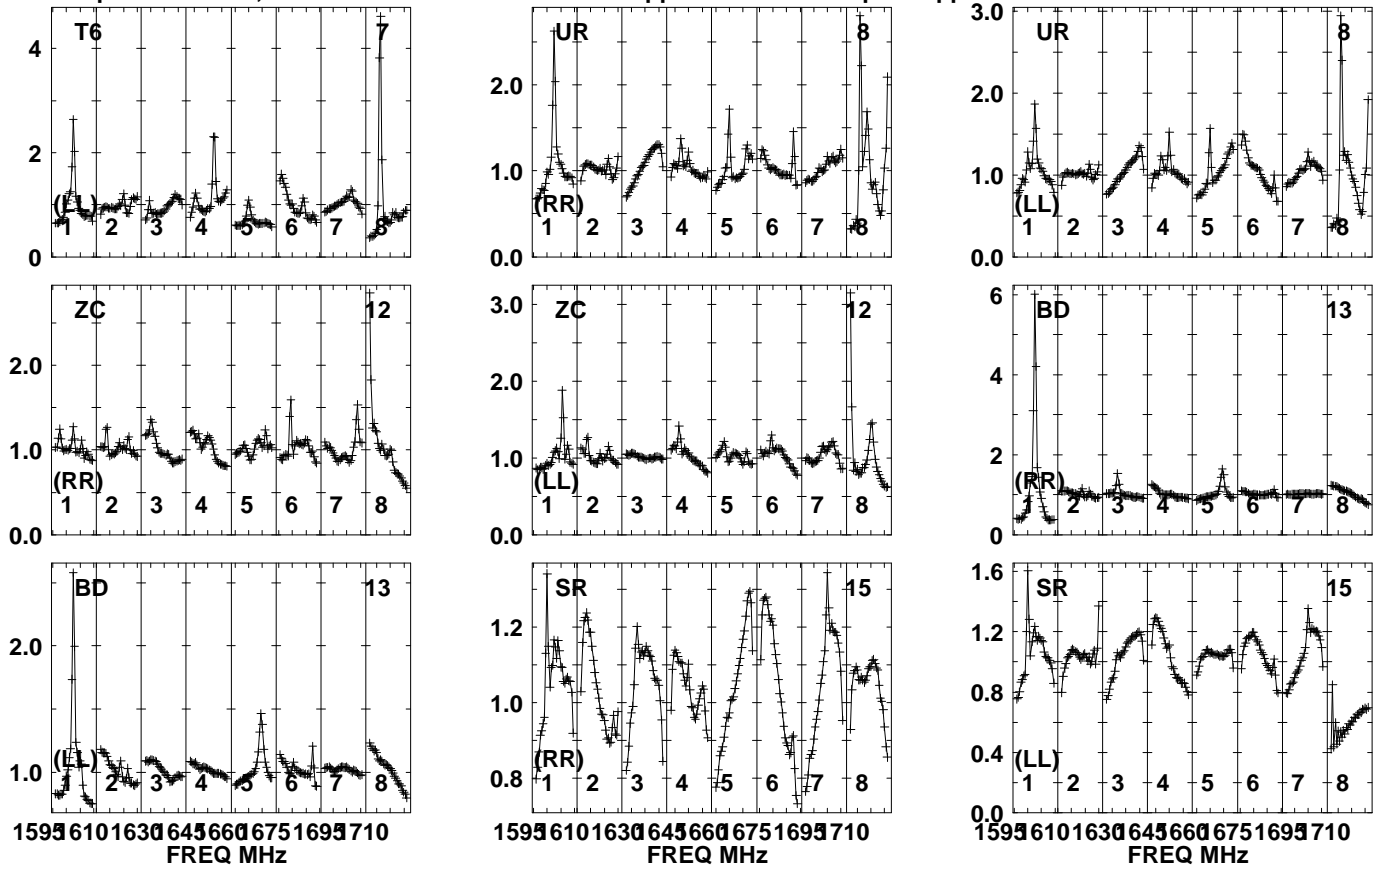 T6 7
4
2
0
(LL)
1 2 3 4 5 6 7 8
UR 8
2.0
1.0
0.0
(RR)
1 2 3 4 5 6 7 8
UR 8
3.0
2.0
1.0
0.0
(LL)
1 2 3 4 5 6 7 8
ZC 12
2.0
1.0
0.0
(RR)
1 2 3 4 5 6 7 8
ZC 12
3.0
2.0
1.0
0.0
(LL)
1 2 3 4 5 6 7 8
BD 13
6
4
2
0
(RR)
1 2 3 4 5 6 7 8
BD 13
2.0
1.0
(LL)
1 2 3 4 5 6 7 8
1595 1610 1630 1645 1660 1675 1695 1710
FREQ MHz
SR 15
1.2
1.0
0.8
(RR)
1 2 3 4 5 6 7 8
1595 1610 1630 1645 1660 1675 1695 1710
FREQ MHz
SR 15
1.6
1.2
0.8
0.4
0.0
(LL)
1 2 3 4 5 6 7 8
1595 1610 1630 1645 1660 1675 1695 1710
FREQ MHz